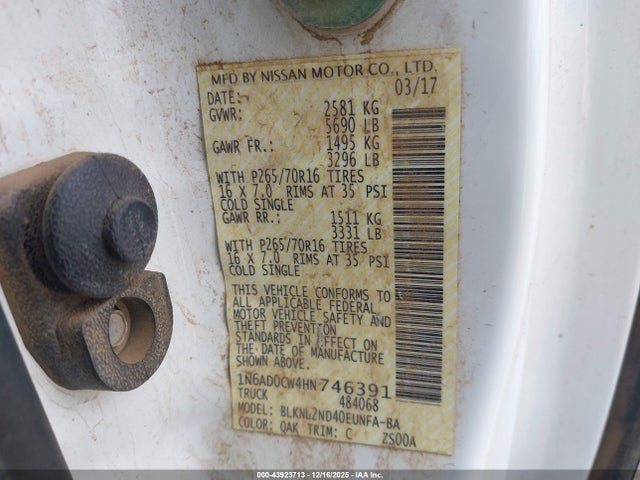 MFD BY NISSAN MOTOR CO., LTD.
DATE: 03/17
GVWR: 2581 KG
5690 LB
GAWR FR.: 1495 KG
3296 LB
WITH P265/70R16 TIRES
16 X 7.0 RIMS AT 35 PSI
COLD SINGLE
GAWR RR.: 1511 KG
3331 LB
WITH P265/70R16 TIRES
16 X 7.0 RIMS AT 35 PSI
COLD SINGLE
THIS VEHICLE CONFORMS TO
ALL APPLICABLE FEDERAL
MOTOR VEHICLE SAFETY AND
THEFT PREVENTION
STANDARDS IN EFFECT ON
THE DATE OF MANUFACTURE
SHOWN ABOVE.
1N6AD0CW4HN746391
TRUCK 484068
MODEL: BLKNL2ND40EUNFA-BA
COLOR: QAK TRIM: C ZS00A
000-43923713 - 12/16/2025 - IAAI.COM